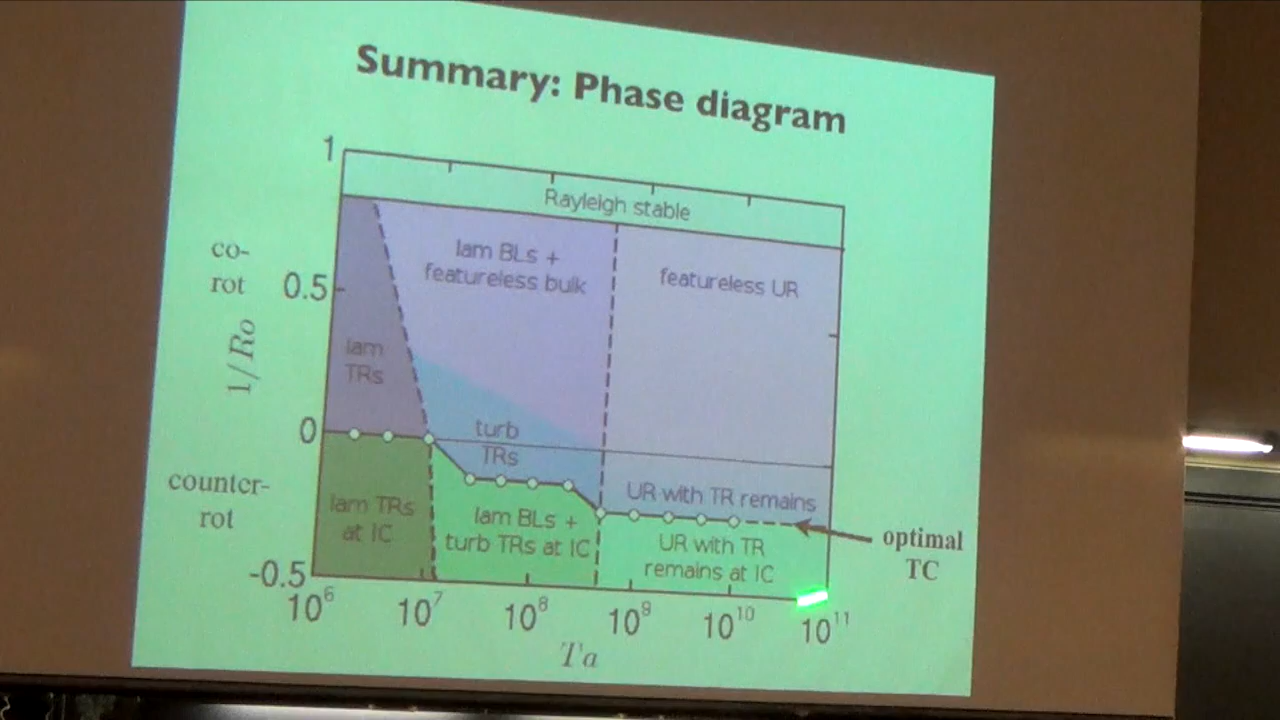 Summary: Phase diagram
1
Rayleigh stable
co-
rot
lam BLs +
featureless bulk
featureless UR
0.5
1/Ro
lam
TRs
0
turb
TRs
counter-
rot
UR with TR remains
lam TRs
at IC
lam BLs +
turb TRs at IC
UR with TR
remains at IC
optimal
TC
-0.5
10⁶ 10⁷ 10⁸ 10⁹ 10¹⁰ 10¹¹
Ta